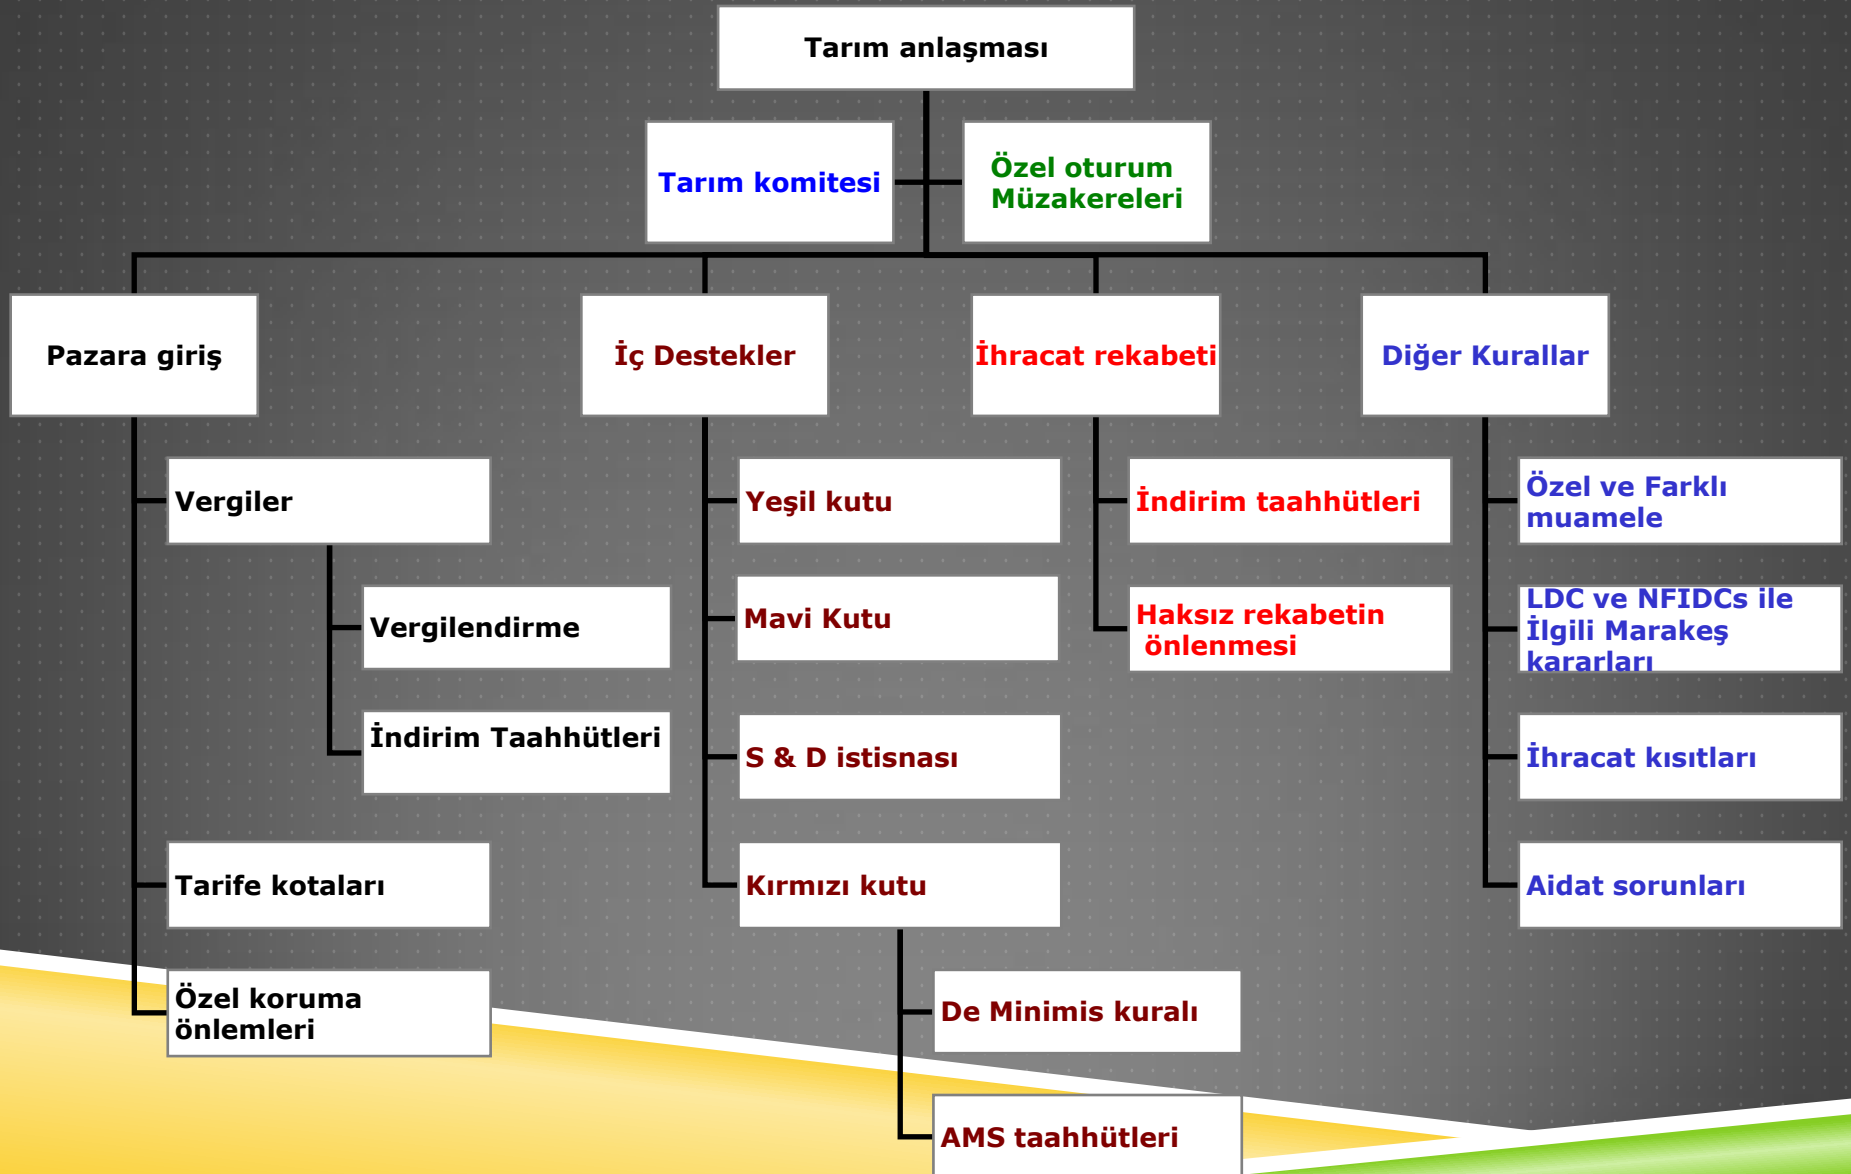 Tarım anlaşması
Tarım komitesi
Özel oturum
Müzakereleri
Pazara giriş
İç Destekler
İhracat rekabeti
Diğer Kurallar
Vergiler
Vergilendirme
İndirim Taahhütleri
Tarife kotaları
Özel koruma
önlemleri
Yeşil kutu
Mavi Kutu
S & D istisnası
Kırmızı kutu
De Minimis kuralı
AMS taahhütleri
İndirim taahhütleri
Haksız rekabetin
önlenmesi
Özel ve Farklı
muamele
LDC ve NFIDCs ile
İlgili Marakeş
kararları
İhracat kısıtları
Aidat sorunları